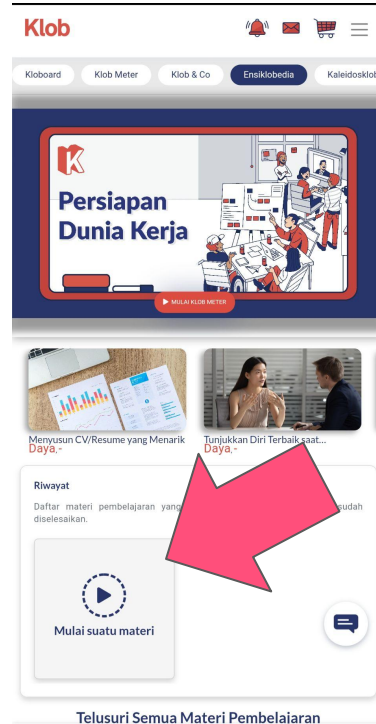 Klob
Kloboard Klob Meter Klob & Co Ensiklobedia Kaleidosklob
K
Persiapan
Dunia Kerja
MULAI KLOB METER
Menyusun CV/Resume yang Menarik
Daya,-
Tunjukkan Diri Terbaik saat...
Daya,-
Riwayat
Daftar materi pembelajaran yang sudah
diselesaikan.
Mulai suatu materi
Telusuri Semua Materi Pembelajaran